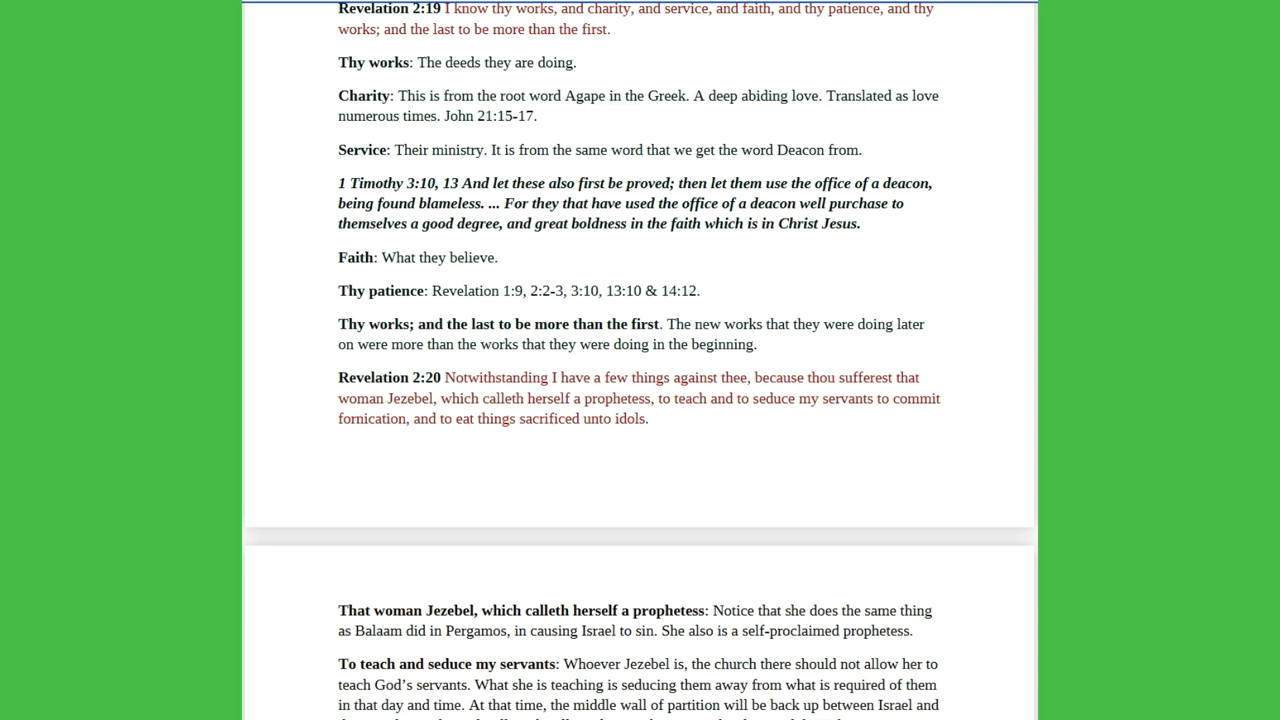 Revelation 2:19 I know thy works, and charity, and service, and faith, and thy patience, and thy
works; and the last to be more than the first.
Thy works: The deeds they are doing.
Charity: This is from the root word Agape in the Greek. A deep abiding love. Translated as love
numerous times. John 21:15-17.
Service: Their ministry. It is from the same word that we get the word Deacon from.
1 Timothy 3:10, 13 And let these also first be proved; then let them use the office of a deacon,
being found blameless. ... For they that have used the office of a deacon well purchase to
themselves a good degree, and great boldness in the faith which is in Christ Jesus.
Faith: What they believe.
Thy patience: Revelation 1:9, 2:2-3, 3:10, 13:10 & 14:12.
Thy works; and the last to be more than the first. The new works that they were doing later
on were more than the works that they were doing in the beginning.
Revelation 2:20 Notwithstanding I have a few things against thee, because thou sufferest that
woman Jezebel, which calleth herself a prophetess, to teach and to seduce my servants to commit
fornication, and to eat things sacrificed unto idols.
That woman Jezebel, which calleth herself a prophetess: Notice that she does the same thing
as Balaam did in Pergamos, in causing Israel to sin. She also is a self-proclaimed prophetess.
To teach and seduce my servants: Whoever Jezebel is, the church there should not allow her to
teach God's servants. What she is teaching is seducing them away from what is required of them
in that day and time. At that time, the middle wall of partition will be back up between Israel and